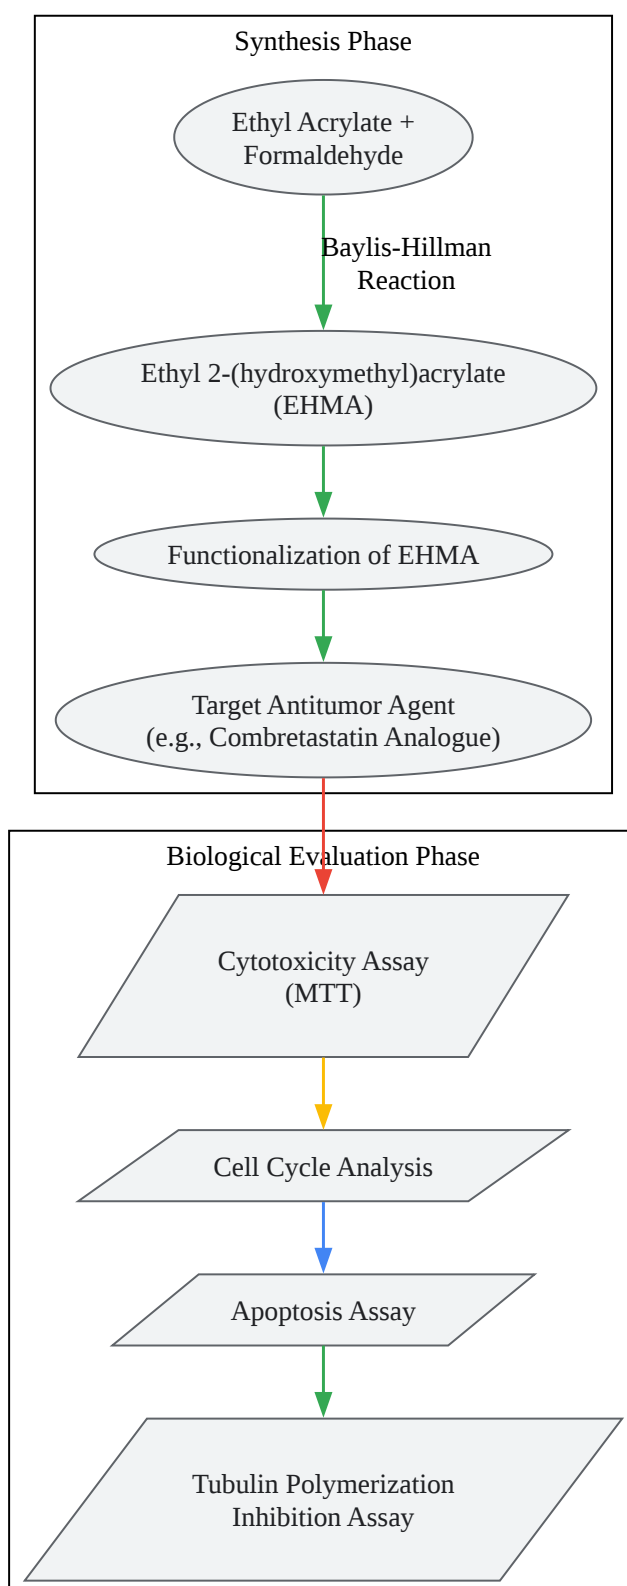 Synthesis Phase
Ethyl Acrylate +
Formaldehyde
Baylis-Hillman
Reaction
Ethyl 2-(hydroxymethyl)acrylate
(EHMA)
Functionalization of EHMA
Target Antitumor Agent
(e.g., Combretastatin Analogue)
Biological Evaluation Phase
Cytotoxicity Assay
(MTT)
Cell Cycle Analysis
Apoptosis Assay
Tubulin Polymerization
Inhibition Assay